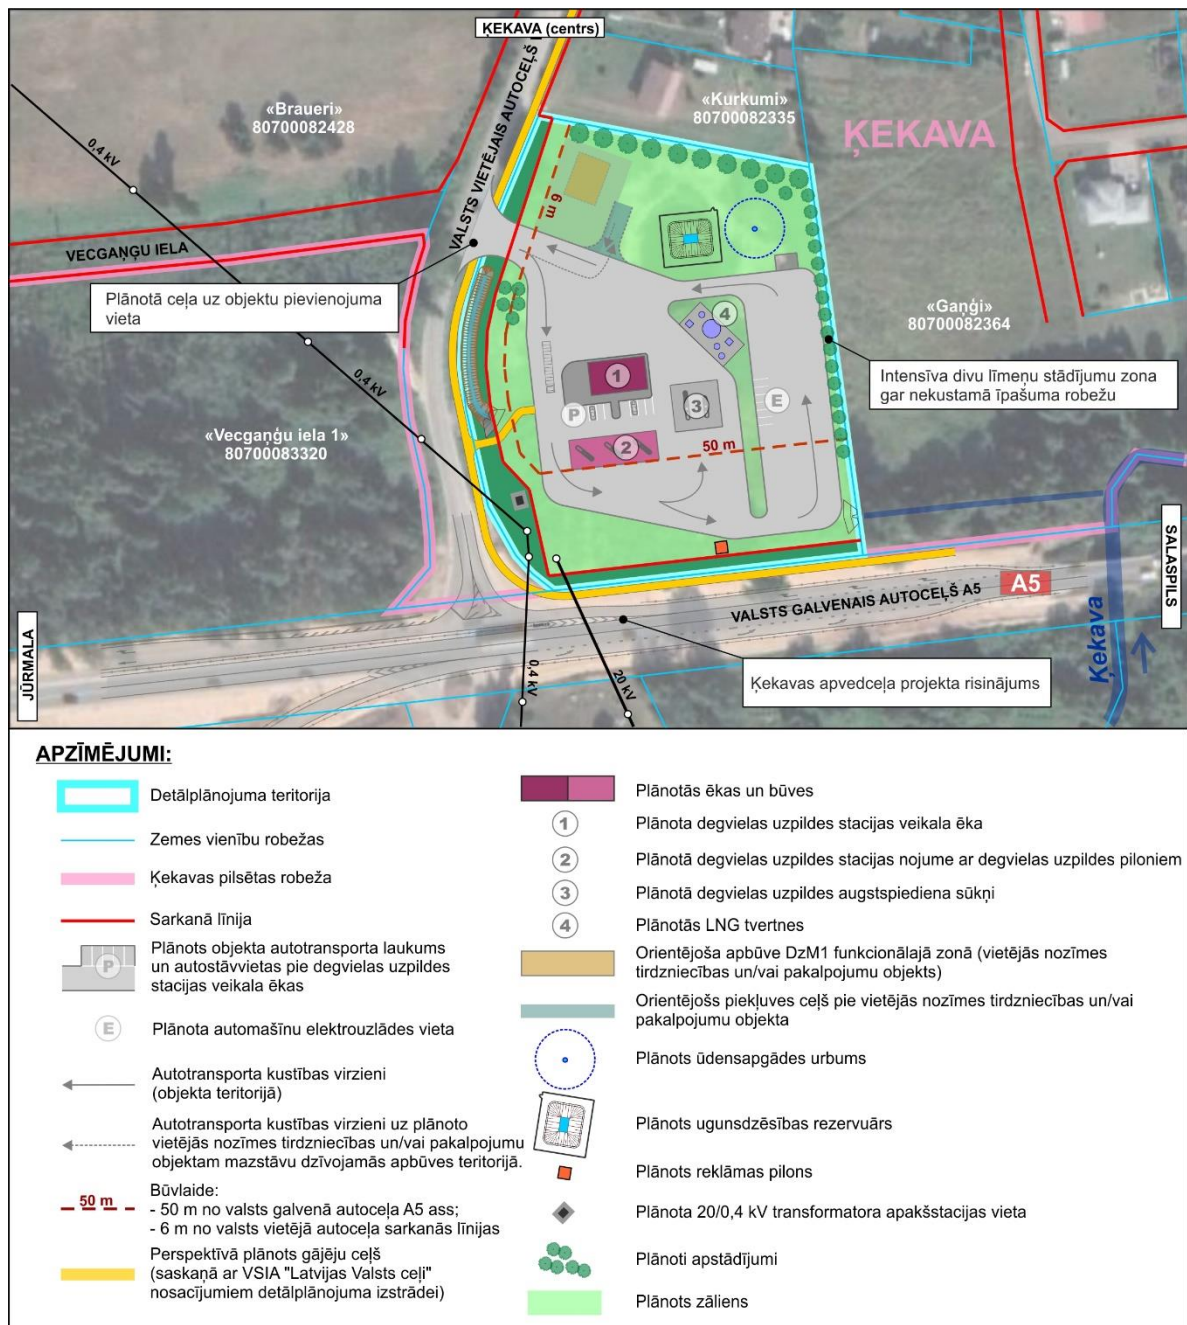 ĶEKAVA (centrs)
VALSTS VIETĒJAIS AUTOCEĻŠ
«Braueri»
80700082428
«Kurkumi»
80700082335
ĶEKAVA
0,4 kV
6 m
VECGAŅĢU IELA
Plānotā ceļa uz objektu pievienojuma
vieta
«Gaņģi»
80700082364
4
Intensīva divu līmeņu stādījumu zona
gar nekustamā īpašuma robežu
0,4 kV
1
3
E
P
«Vecgaņģu iela 1»
80700083320
2
50 m
SALASPILS
A5
VALSTS GALVENAIS AUTOCEĻŠ A5
JŪRMALA
Ķekava
0,4 kV
20 kV
Ķekavas apvedceļa projekta risinājums
APZĪMĒJUMI:
Detālplānojuma teritorija
Zemes vienību robežas
Ķekavas pilsētas robeža
Sarkanā līnija
P
Plānots objekta autotransporta laukums
un autostāvvietas pie degvielas uzpildes
stacijas veikala ēkas
E
Plānota automašīnu elektrouzlādes vieta
Autotransporta kustības virzieni
(objekta teritorijā)
Autotransporta kustības virzieni uz plānoto
vietējās nozīmes tirdzniecības un/vai pakalpojumu
objektam mazstāvu dzīvojamās apbūves teritorijā.
50 m
Būvlaide:
- 50 m no valsts galvenā autoceļa A5 ass;
- 6 m no valsts vietējā autoceļa sarkanās līnijas
Perspektīvā plānots gājēju ceļš
(saskaņā ar VSIA "Latvijas Valsts ceļi"
nosacījumiem detālplānojuma izstrādei)
Plānotās ēkas un būves
1
Plānota degvielas uzpildes stacijas veikala ēka
2
Plānotā degvielas uzpildes stacijas nojume ar degvielas uzpildes piloniem
3
Plānotā degvielas uzpildes augstspiediena sūkņi
4
Plānotās LNG tvertnes
Orientējoša apbūve DzM1 funkcionālajā zonā (vietējās nozīmes
tirdzniecības un/vai pakalpojumu objekts)
Orientējošs piekļuves ceļš pie vietējās nozīmes tirdzniecības un/vai
pakalpojumu objekta
Plānots ūdensapgādes urbums
Plānots ugunsdzēsības rezervuārs
Plānots reklāmas pilons
Plānota 20/0,4 kV transformatora apakšstacijas vieta
Plānoti apstādījumi
Plānots zāliens